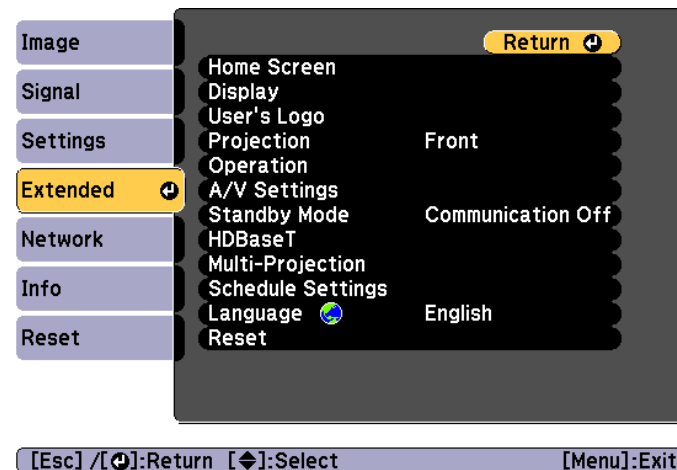 Image
Signal
Settings
Extended
Network
Info
Reset
Return
Home Screen
Display
User's Logo
Projection Front
Operation
A/V Settings
Standby Mode Communication Off
HDBaseT
Multi-Projection
Schedule Settings
Language English
Reset
[Esc] /[ ]:Return [ ]:Select [Menu]:Exit